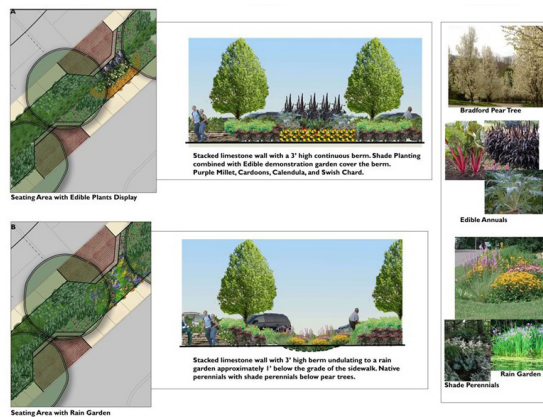 A
Bradford Pear Tree
Stacked limestone wall with a 3' high continuous berm. Shade Planting
combined with Edible demonstration garden cover the berm.
Purple Millet, Cardoons, Calendula, and Swish Chard.
Seating Area with Edible Plants Display
Edible Annuals
B
Stacked limestone wall with 3' high berm undulating to a rain
garden approximately 1' below the grade of the sidewalk. Native
perennials with shade perennials below pear trees.
Rain Garden
Shade Perennials
Seating Area with Rain Garden